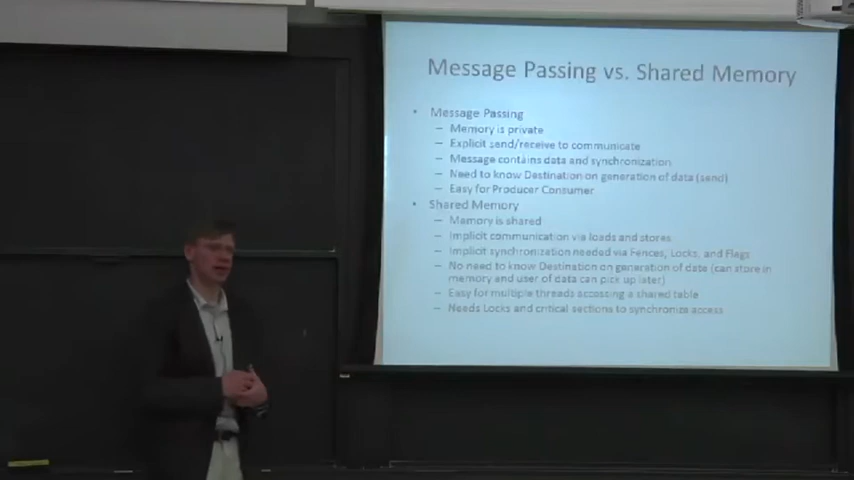 Message Passing vs. Shared Memory
• Message Passing
– Memory is private
– Explicit send/receive to communicate
– Message contains data and synchronization
– Need to know Destination on generation of data (send)
– Easy for Producer Consumer
• Shared Memory
– Memory is shared
– Implicit communication via loads and stores
– Implicit synchronization needed via Fences, Locks, and Flags
– No need to know Destination on generation of data (can store in
memory and user of data can pick up later)
– Easy for multiple threads accessing a shared table
– Needs Locks and critical sections to synchronize access